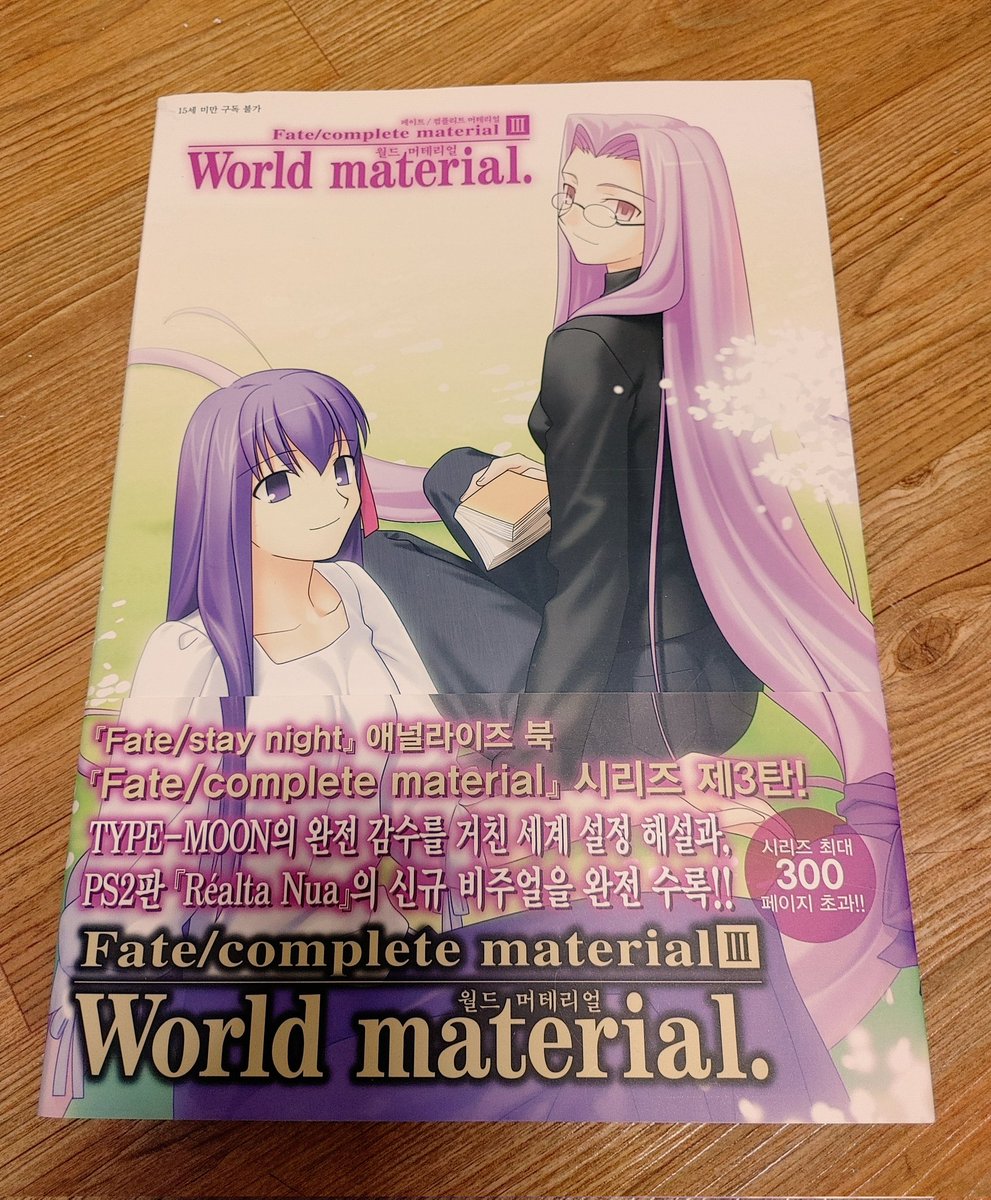 15세 미만 구독 불가
페이트 / 컴플리트 머테리얼
Fate/complete material III
월드 머테리얼
World material.
『Fate/stay night』 애널라이즈 북
『Fate/complete material』 시리즈 제3탄!
TYPE-MOON의 완전 감수를 거친 세계 설정 해설과,
PS2판 『Réalta Nua』의 신규 비주얼을 완전 수록!!
시리즈 최대
300
페이지 초과!!
Fate/complete material III
월드 머테리얼
World material.